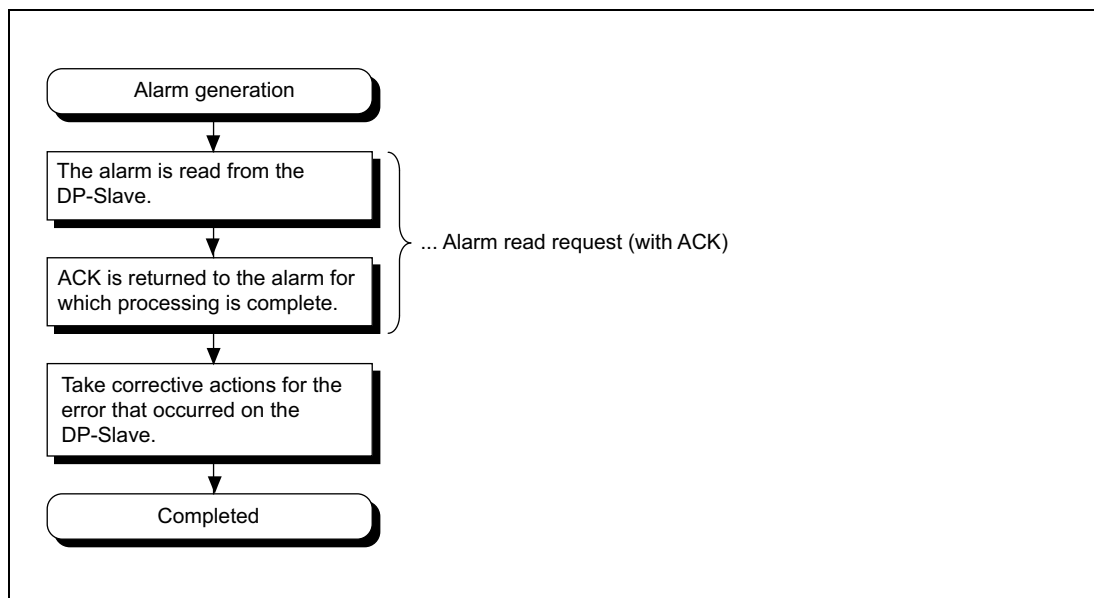 Alarm generation
The alarm is read from the
DP-Slave.
... Alarm read request (with ACK)
ACK is returned to the alarm for
which processing is complete.
Take corrective actions for the
error that occurred on the
DP-Slave.
Completed